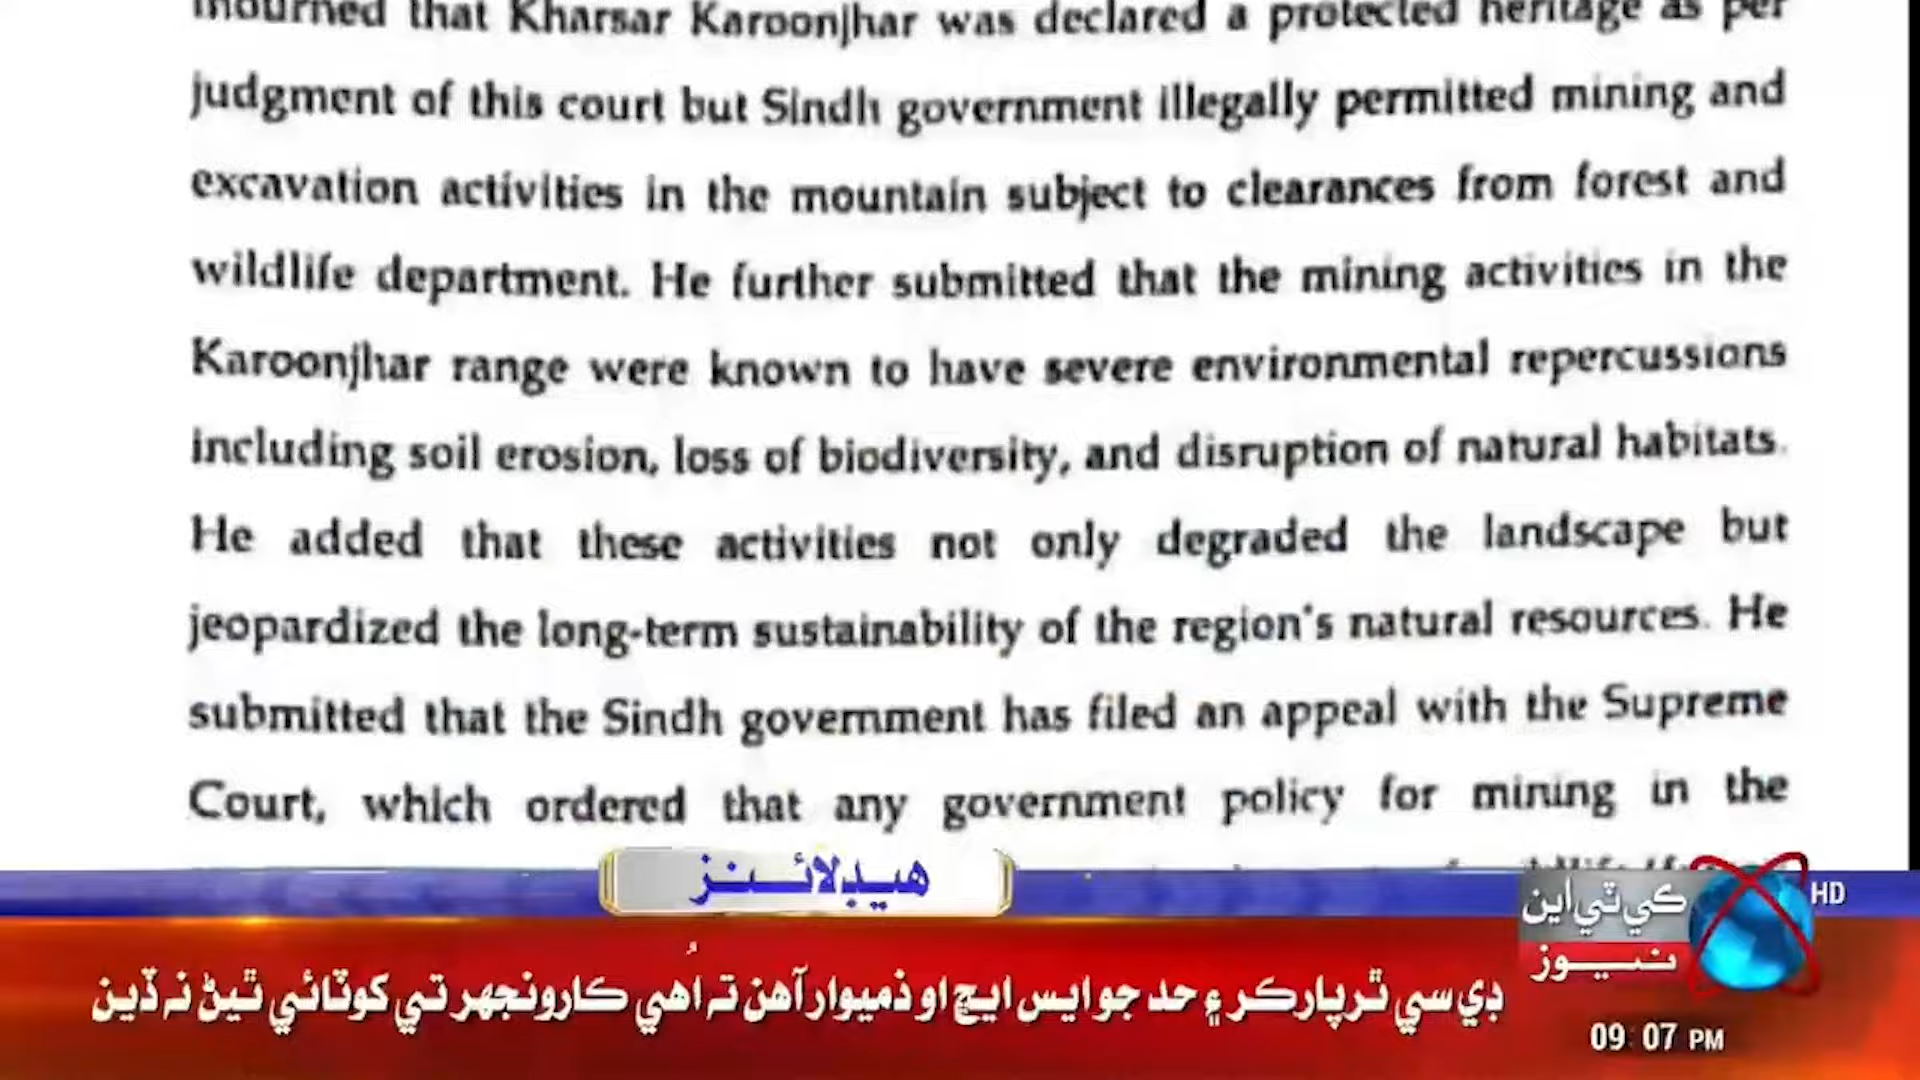 mourned that Kharsar Karoonjhar was declared a protected heritage as per
judgment of this court but Sindh government illegally permitted mining and
excavation activities in the mountain subject to clearances from forest and
wildlife department. He further submitted that the mining activities in the
Karoonjhar range were known to have severe environmental repercussions
including soil erosion, loss of biodiversity, and disruption of natural habitats.
He added that these activities not only degraded the landscape but
jeopardized the long-term sustainability of the region's natural resources. He
submitted that the Sindh government has filed an appeal with the Supreme
Court, which ordered that any government policy for mining in the
هيڊلائنز
ڪي ٽي اين
نيوز
HD
ڊي سي ٿرپارڪر ۽ حد جو ايس ايڇ او ذميوار آهن تہ اُهي ڪارونجهر تي کوٽائي ٿيڻ نہ ڏين
09:07 PM